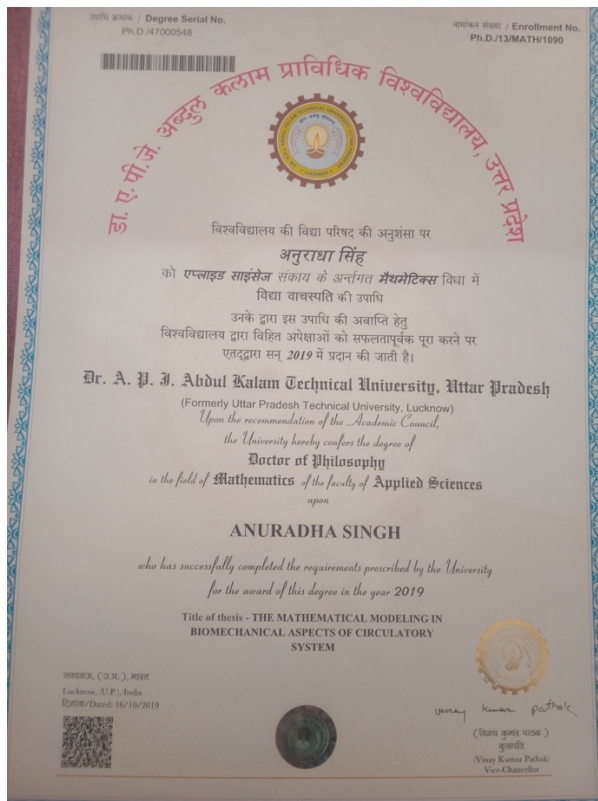 उपाधि क्रमांक / Degree Serial No.
Ph.D./47000548
नामांकन संख्या / Enrollment No.
Ph.D./13/MATH/1090
डा. ए. पी.जे. अब्दुल कलाम प्राविधिक विश्वविद्यालय, उत्तर प्रदेश
विश्वविद्यालय की विद्या परिषद की अनुशंसा पर
अनुराधा सिंह
को एप्लाइड साइंसेज संकाय के अर्न्तगत मैथमेटिक्स विधा में
विद्या वाचस्पति की उपाधि
उनके द्वारा इस उपाधि की अवाप्ति हेतु
विश्वविद्यालय द्वारा विहित अपेक्षाओं को सफलतापूर्वक पूरा करने पर
एतद्द्वारा सन् 2019 में प्रदान की जाती है।
Dr. A. P. J. Abdul Kalam Technical University, Uttar Pradesh
(Formerly Uttar Pradesh Technical University, Lucknow)
Upon the recommendation of the Academic Council,
the University hereby confers the degree of
Doctor of Philosophy
in the field of Mathematics of the faculty of Applied Sciences
upon
ANURADHA SINGH
who has successfully completed the requirements prescribed by the University
for the award of this degree in the year 2019
Title of thesis - THE MATHEMATICAL MODELING IN
BIOMECHANICAL ASPECTS OF CIRCULATORY
SYSTEM
लखनऊ, (उ.प्र.), भारत
Lucknow, (U.P.), India
दिनांक/Dated: 16/10/2019
vinay kumar pathak
(विनय कुमार पाठक)
कुलपति
(Vinay Kumar Pathak)
Vice-Chancellor